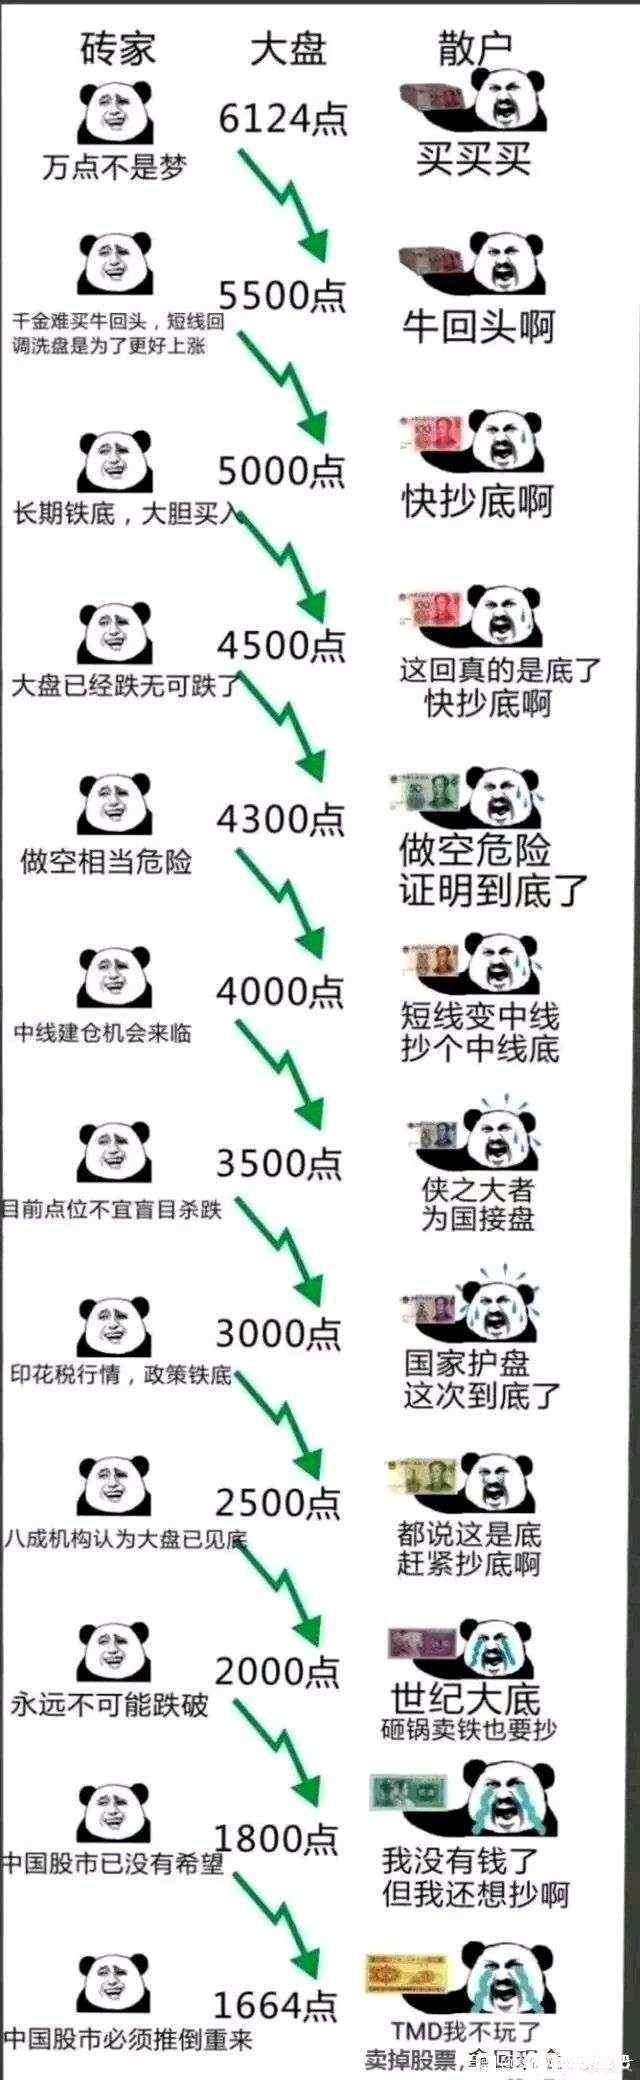 砖家 大盘 散户
6124点
万点不是梦
买买买
5500点
千金难买牛回头，短线回
调洗盘是为了更好上涨
牛回头啊
5000点
长期铁底，大胆买入
快抄底啊
4500点
大盘已经跌无可跌了
这回真的是底了
快抄底啊
4300点
做空相当危险
做空危险
证明到底了
4000点
中线建仓机会来临
短线变中线
抄个中线底
3500点
目前点位不宜盲目杀跌
侠之大者
为国接盘
3000点
印花税行情，政策铁底
国家护盘
这次到底了
2500点
八成机构认为大盘已见底
都说这是底
赶紧抄底啊
2000点
永远不可能跌破
世纪大底
砸锅卖铁也要抄
1800点
中国股市已没有希望
我没有钱了
但我还想抄啊
1664点
中国股市必须推倒重来
TMD我不玩了
卖掉股票，